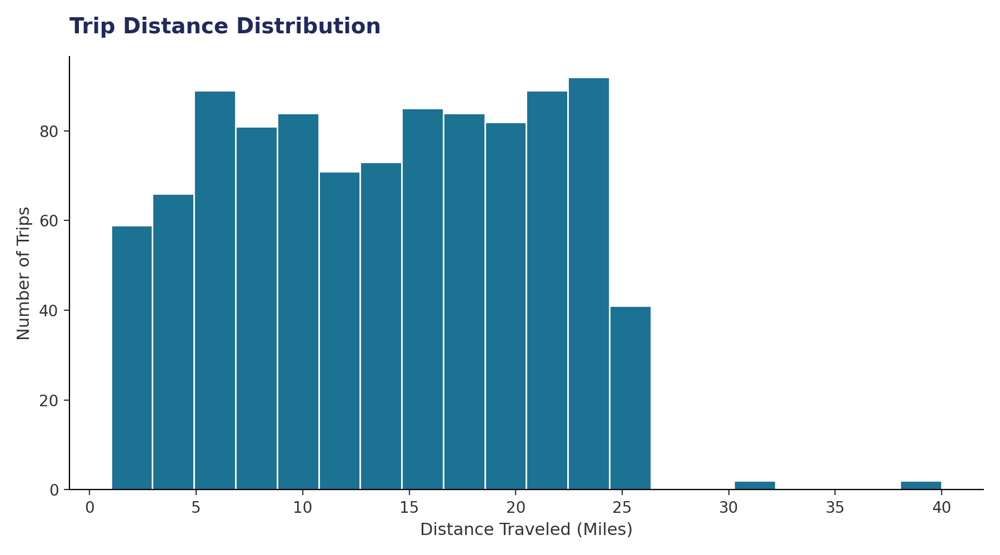 Trip Distance Distribution
80
60
40
20
0
Number of Trips
0 5 10 15 20 25 30 35 40
Distance Traveled (Miles)